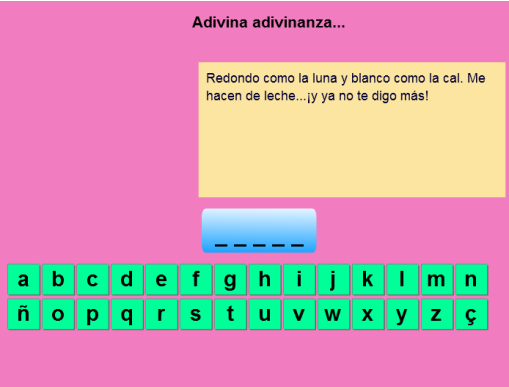 Adivina adivinanza...
Redondo como la luna y blanco como la cal. Me
hacen de leche...¡y ya no te digo más!
_ _ _ _ _
a b c d e f g h i j k l m n
ñ o p q r s t u v w x y z ç